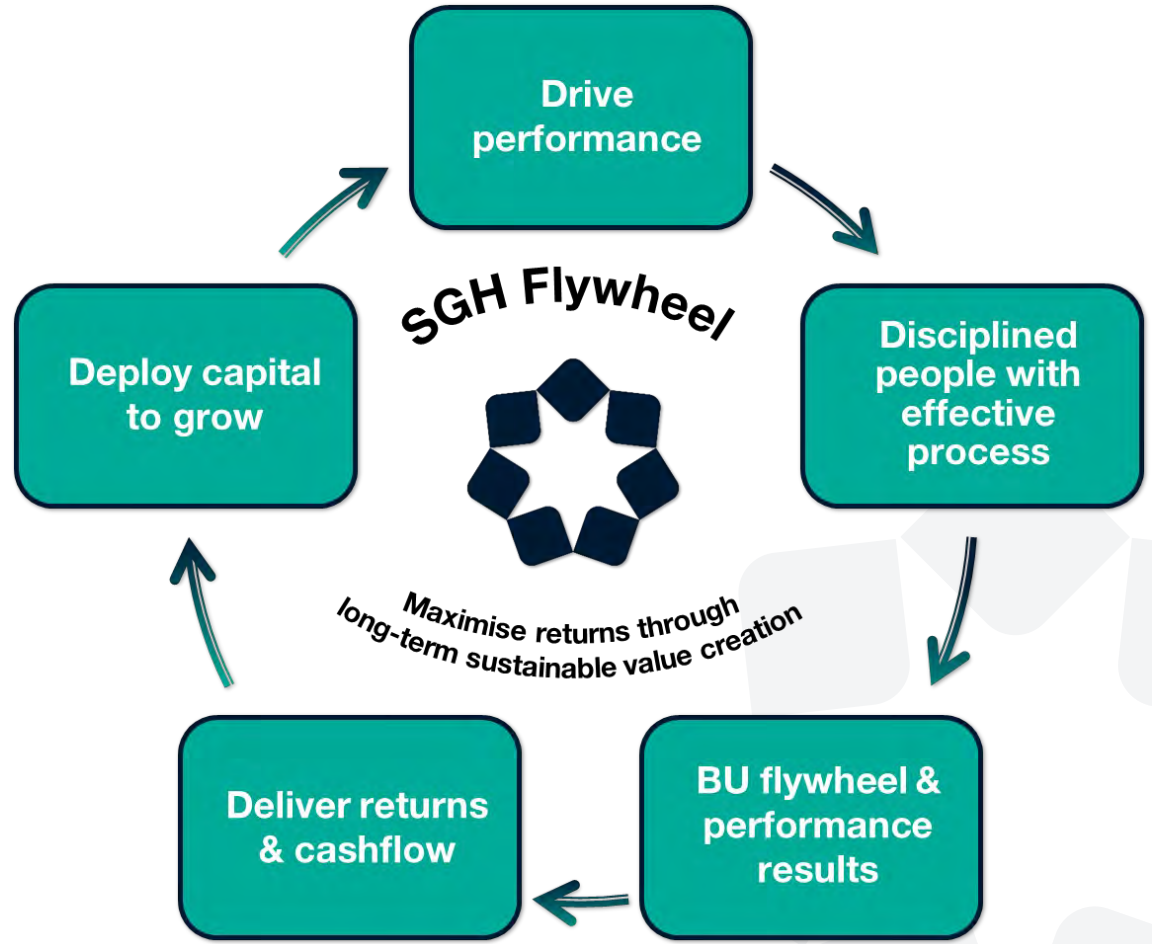 Drive
performance
SGH Flywheel
Deploy capital
to grow
Disciplined
people with
effective
process
Maximise returns through
long-term sustainable value creation
Deliver returns
& cashflow
BU flywheel &
performance
results